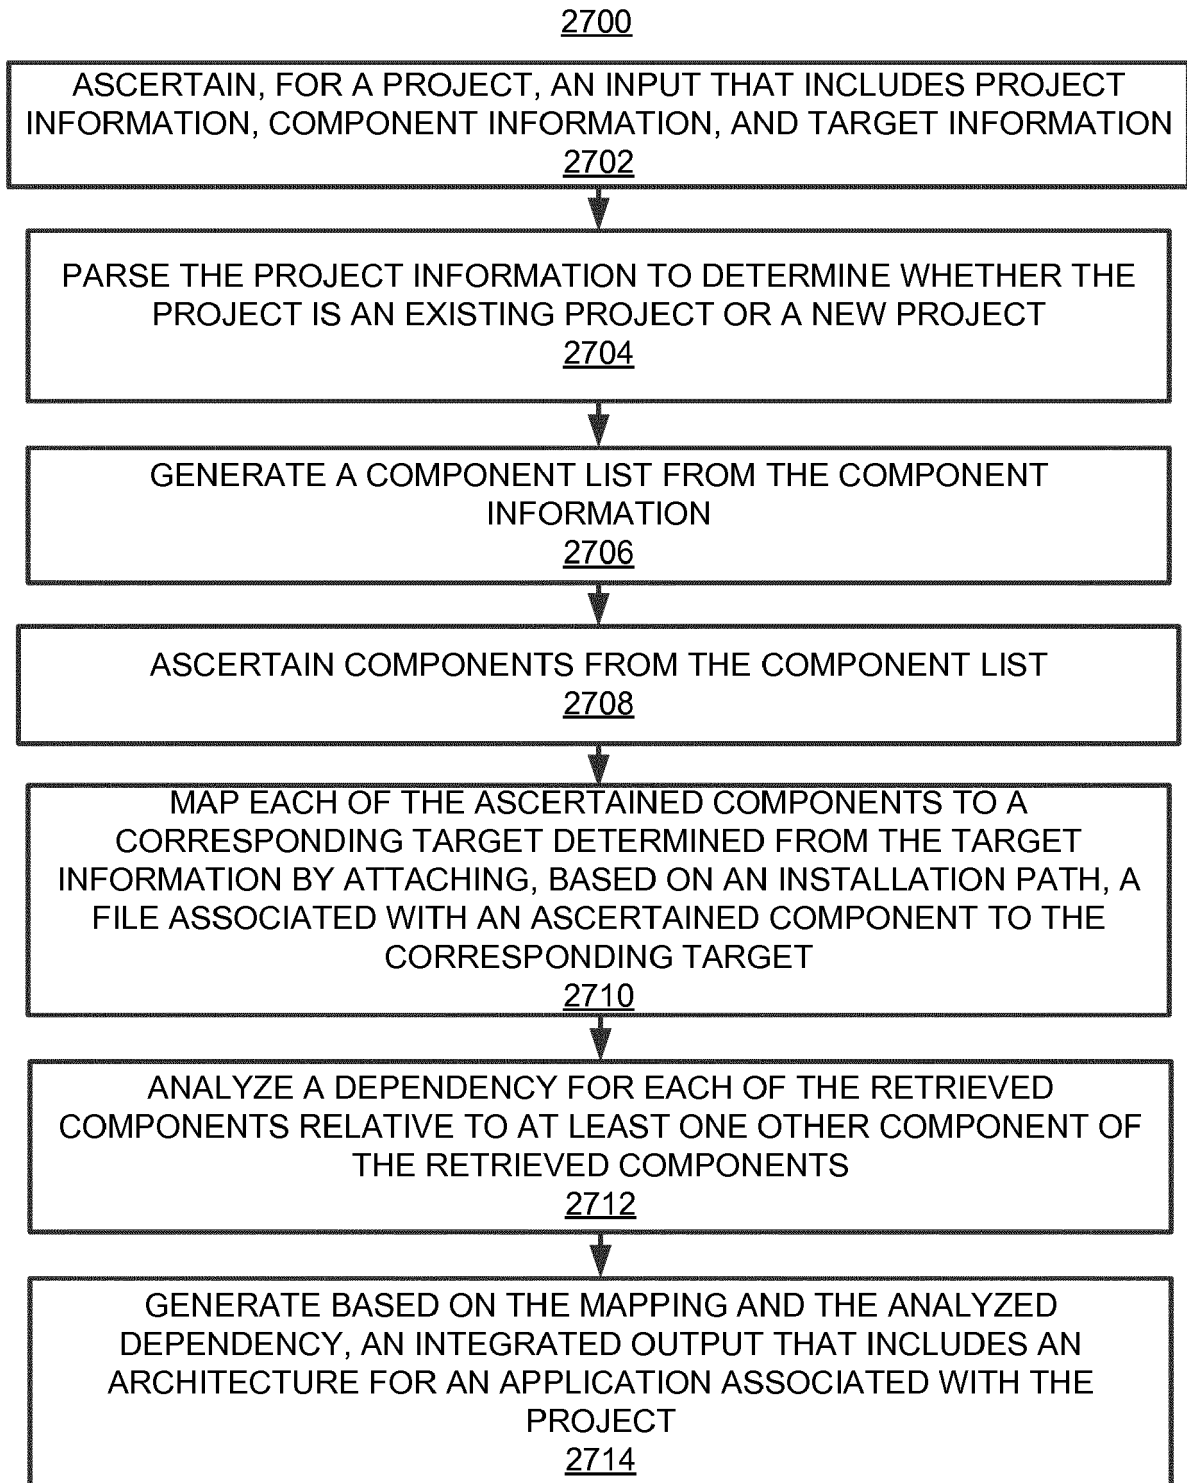 2700
ASCERTAIN, FOR A PROJECT, AN INPUT THAT INCLUDES PROJECT
INFORMATION, COMPONENT INFORMATION, AND TARGET INFORMATION
2702
PARSE THE PROJECT INFORMATION TO DETERMINE WHETHER THE
PROJECT IS AN EXISTING PROJECT OR A NEW PROJECT
2704
GENERATE A COMPONENT LIST FROM THE COMPONENT
INFORMATION
2706
ASCERTAIN COMPONENTS FROM THE COMPONENT LIST
2708
MAP EACH OF THE ASCERTAINED COMPONENTS TO A
CORRESPONDING TARGET DETERMINED FROM THE TARGET
INFORMATION BY ATTACHING, BASED ON AN INSTALLATION PATH, A
FILE ASSOCIATED WITH AN ASCERTAINED COMPONENT TO THE
CORRESPONDING TARGET
2710
ANALYZE A DEPENDENCY FOR EACH OF THE RETRIEVED
COMPONENTS RELATIVE TO AT LEAST ONE OTHER COMPONENT OF
THE RETRIEVED COMPONENTS
2712
GENERATE BASED ON THE MAPPING AND THE ANALYZED
DEPENDENCY, AN INTEGRATED OUTPUT THAT INCLUDES AN
ARCHITECTURE FOR AN APPLICATION ASSOCIATED WITH THE
PROJECT
2714